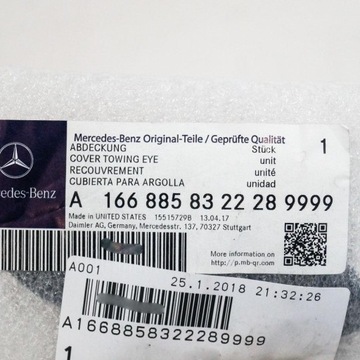 Mercedes-Benz Original-Teile / Geprüfte Qualität
ABDECKUNG Stück 1
COVER TOWING EYE unit
RECOUVREMENT unité
CUBIERTA PARA ARGOLLA unidad
cedes-Benz
A 166 885 83 22 28 9999
Made in UNITED STATES 15515729B 13.04.17
Daimler AG, Germany, Mercedesstr. 137, 70327 Stuttgart
More information on
http://p.mb-qr.com
A001
25.1.2018 21:32:26
A1668858322289999
1